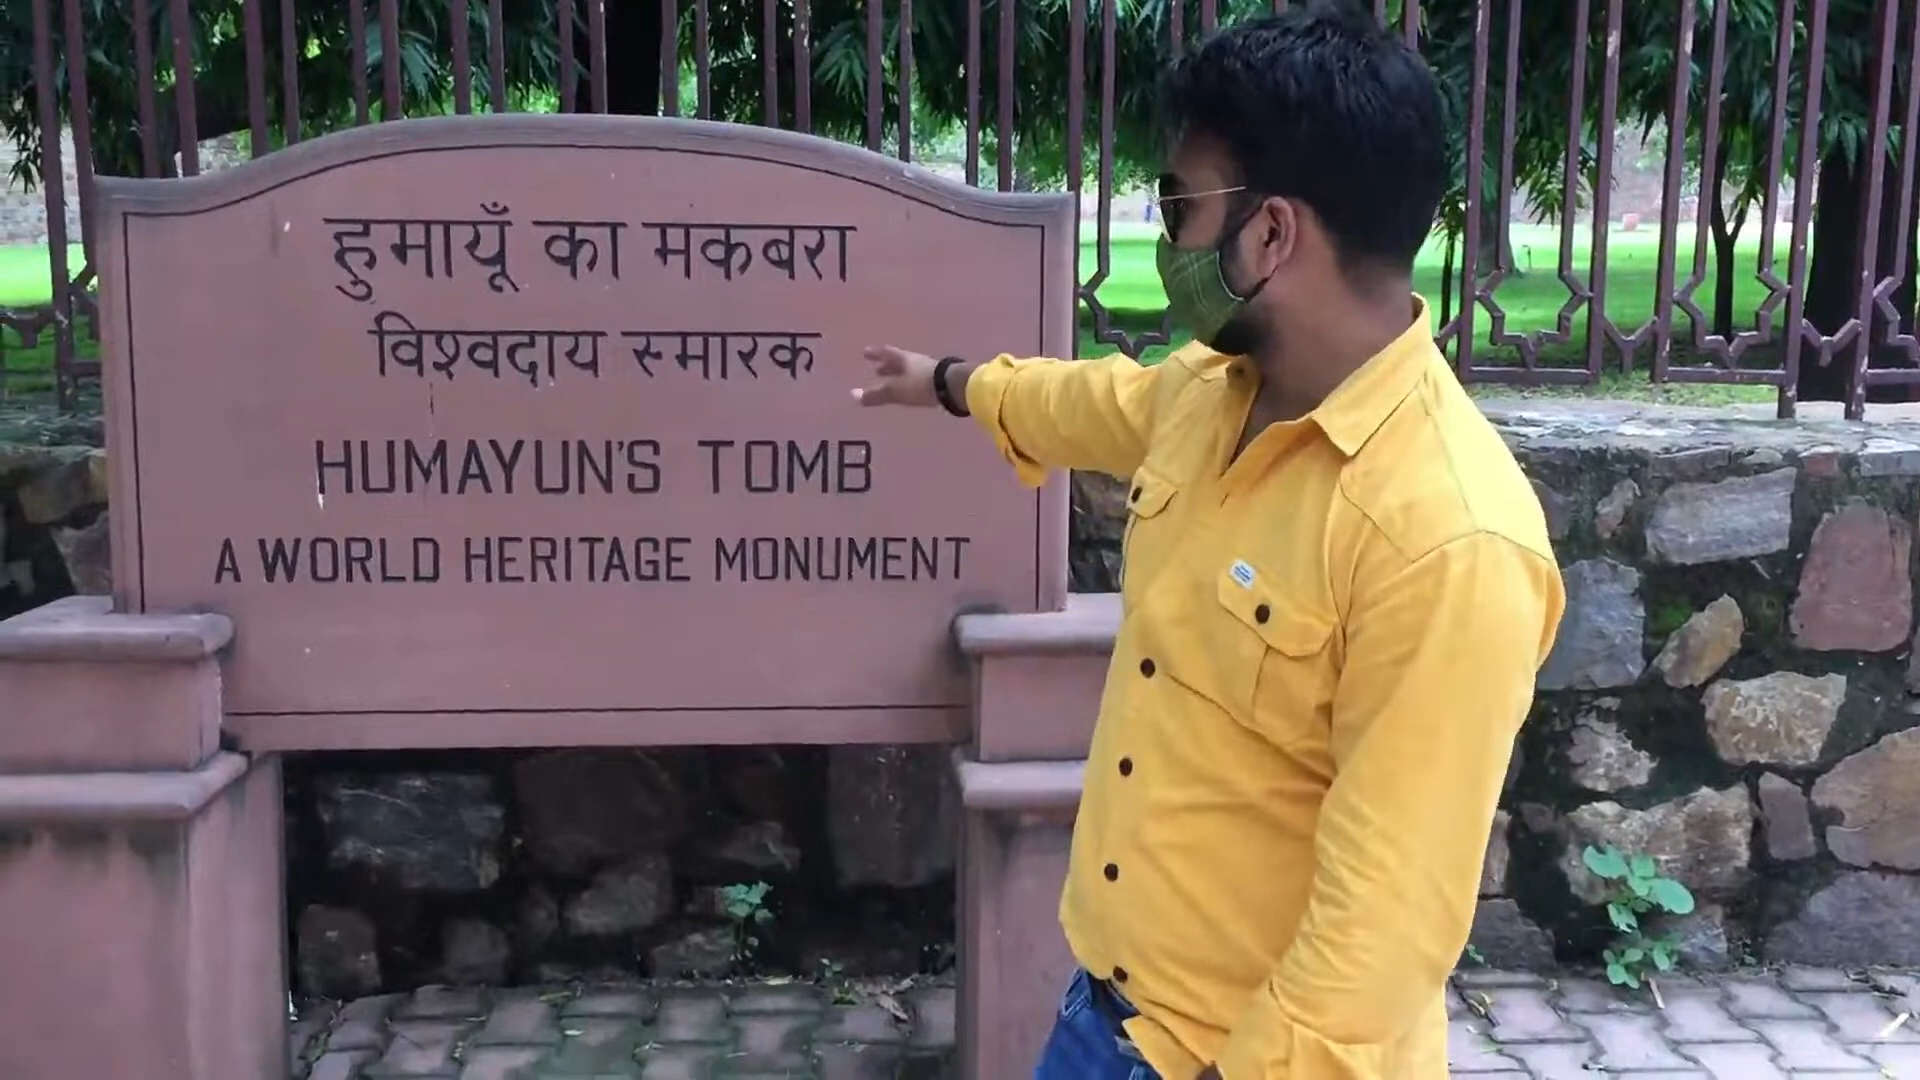 हुमायूँ का मकबरा
विश्वदाय स्मारक
HUMAYUN'S TOMB
A WORLD HERITAGE MONUMENT